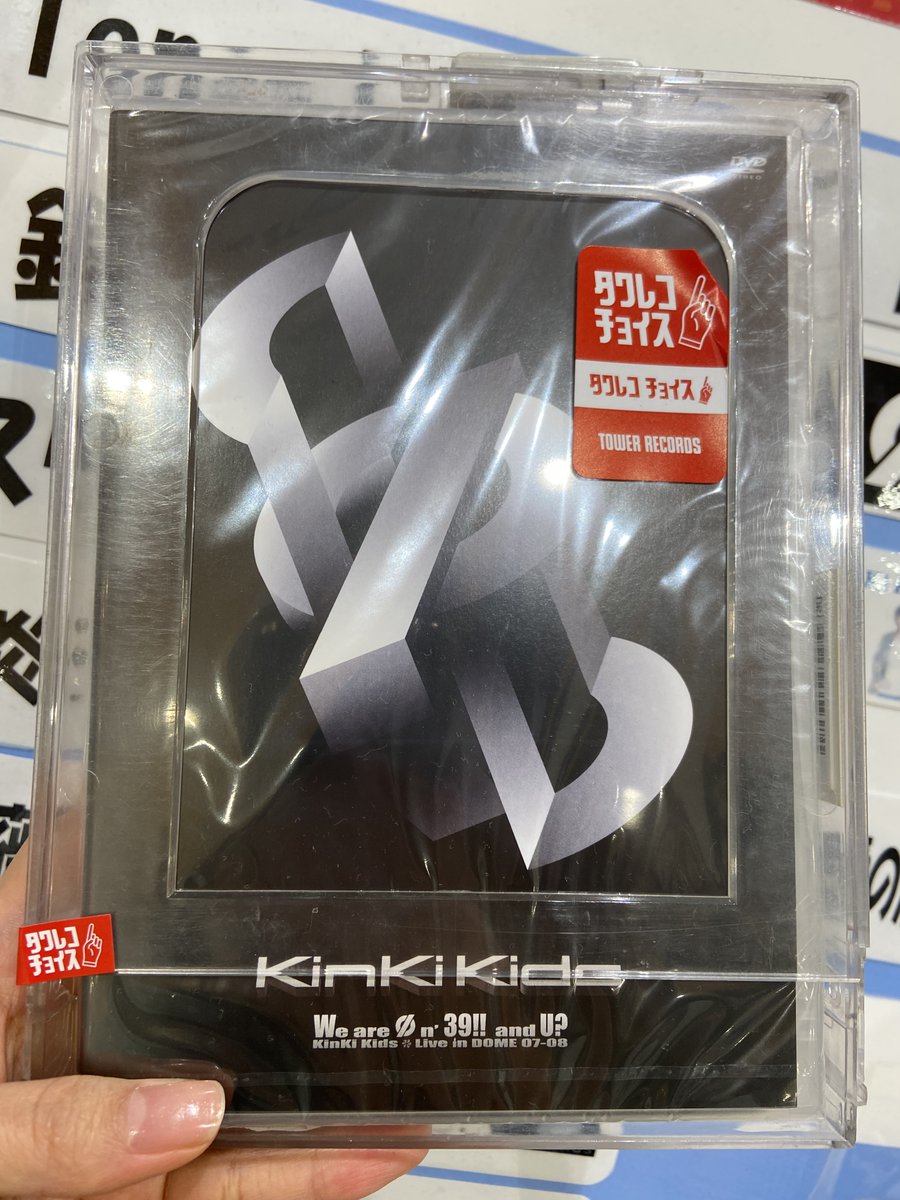 DVD
VIDEO
タワレコ
チョイス
タワレコ チョイス
TOWER RECORDS
タワレコ
チョイス
KinKi Kids
We are Ø n' 39!! and U?
KinKi Kids Live in DOME 07-08